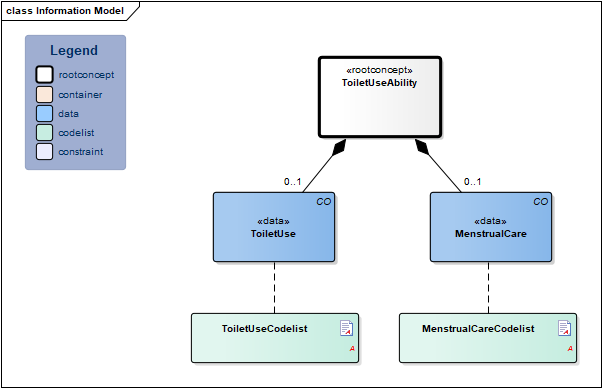 class Information Model
Legend
rootconcept
container
data
codelist
constraint
«rootconcept»
ToiletUseAbility
0..1
0..1
CO
«data»
ToiletUse
CO
«data»
MenstrualCare
ToiletUseCodelist
A
A
MenstrualCareCodelist
A
A